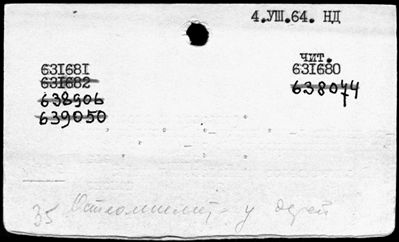 4.УШ.64. НД
чит.
631681 631680
631682 638074
638906
639050
35 Остеомиелит у детей